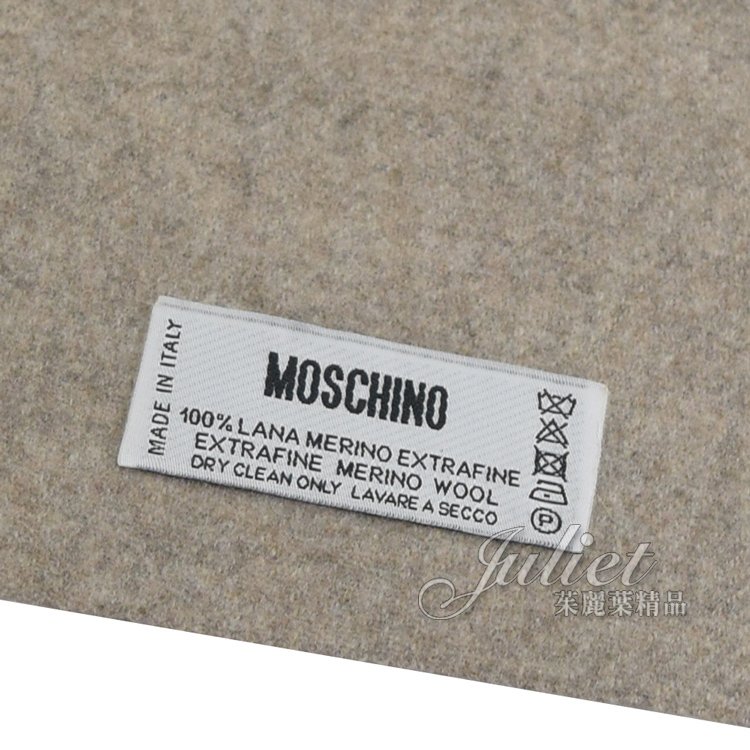 MADE IN ITALY
MOSCHINO
100% LANA MERINO EXTRAFINE
EXTRAFINE MERINO WOOL
DRY CLEAN ONLY LAVARE A SECCO
P
Juliet
茱麗葉精品